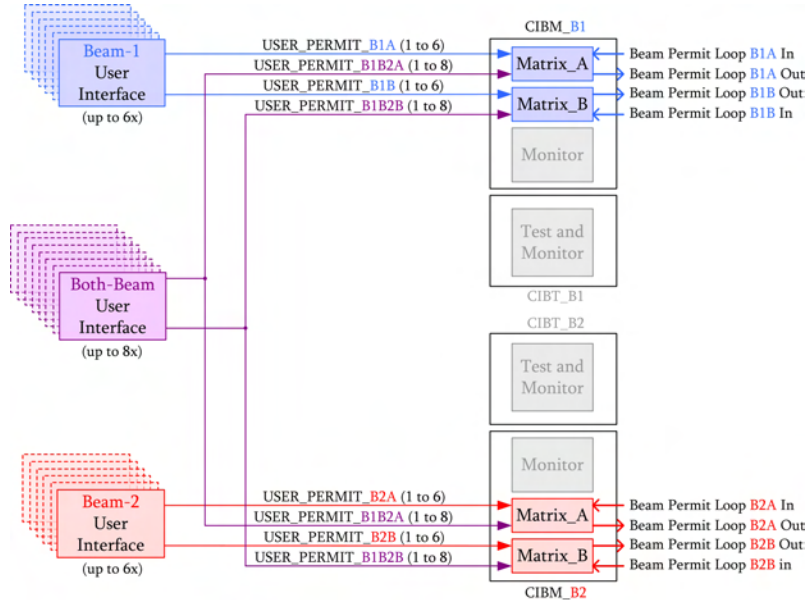 CIBM_B1
Beam-1
User
Interface
(up to 6x)
USER_PERMIT_B1A (1 to 6)
USER_PERMIT_B1B2A (1 to 8)
USER_PERMIT_B1B (1 to 6)
USER_PERMIT_B1B2B (1 to 8)
Matrix_A
Matrix_B
Monitor
Beam Permit Loop B1A In
Beam Permit Loop B1A Out
Beam Permit Loop B1B Out
Beam Permit Loop B1B In
Test and
Monitor
CIBT_B1
Both-Beam
User
Interface
(up to 8x)
CIBT_B2
Test and
Monitor
Monitor
Beam-2
User
Interface
(up to 6x)
USER_PERMIT_B2A (1 to 6)
USER_PERMIT_B1B2A (1 to 8)
USER_PERMIT_B2B (1 to 6)
USER_PERMIT_B1B2B (1 to 8)
Matrix_A
Matrix_B
Beam Permit Loop B2A In
Beam Permit Loop B2A Out
Beam Permit Loop B2B Out
Beam Permit Loop B2B in
CIBM_B2